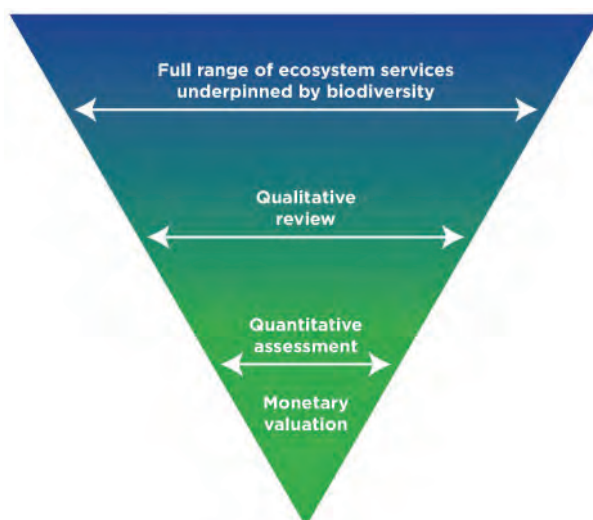 Full range of ecosystem services
underpinned by biodiversity
Qualitative
review
Quantitative
assessment
Monetary
valuation